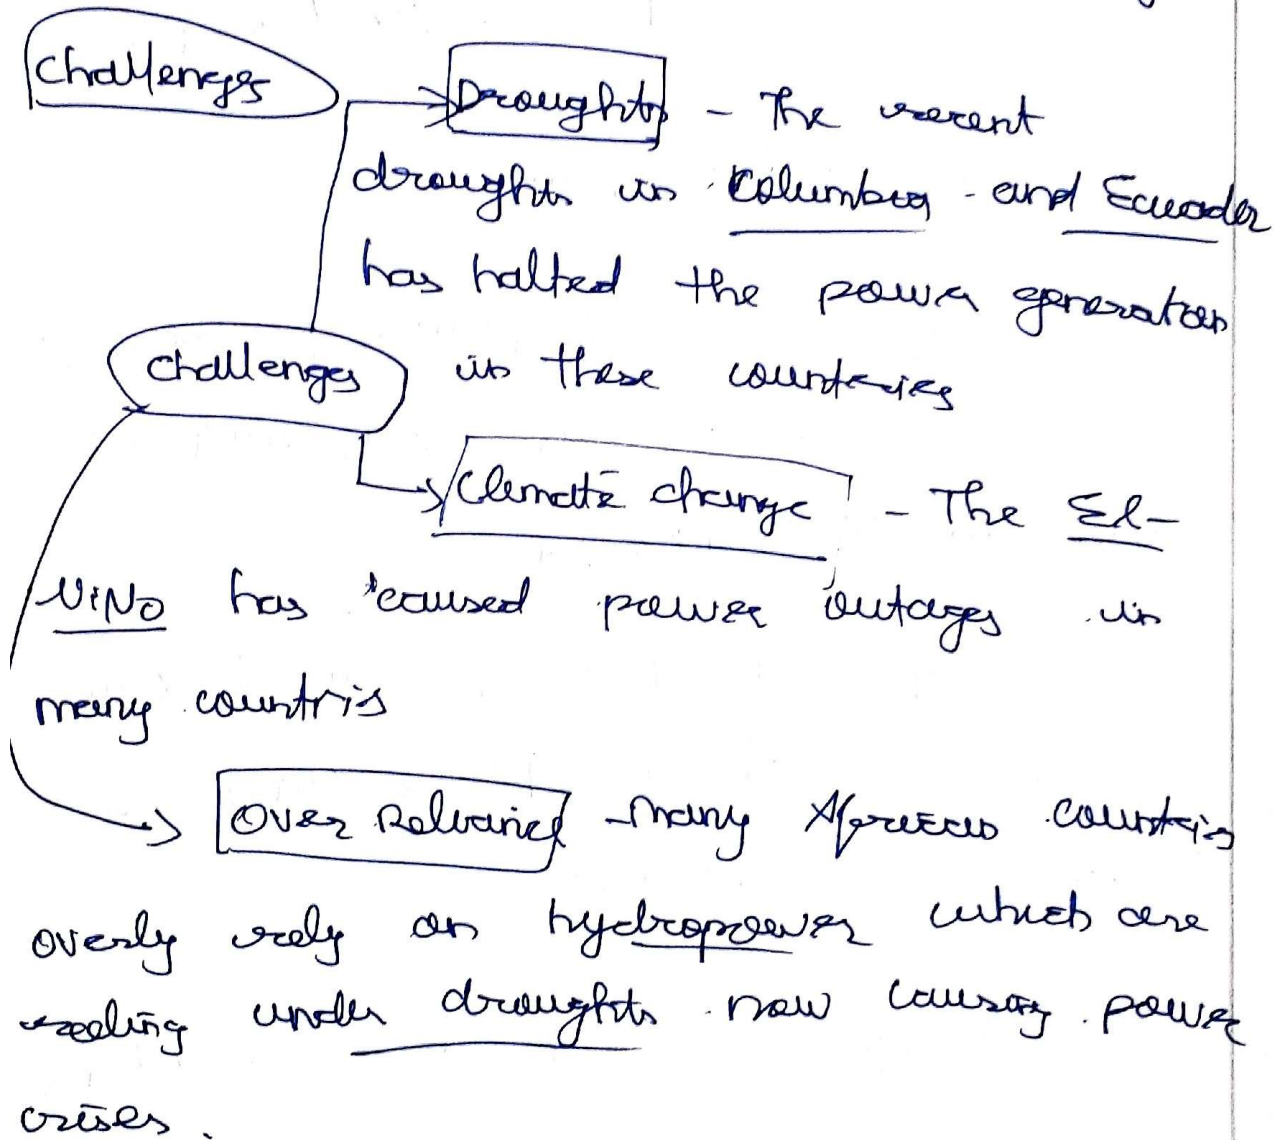 Challenges
Droughts - The recent
droughts in Columbia and Ecuador
has halted the power generation
Challenges in these countries
Climate change - The El-
NiNo has caused power outages in
many countris
Over Reliance - many African countries
overly rely on hydropower which are
reeling under droughts now causing power
crises.